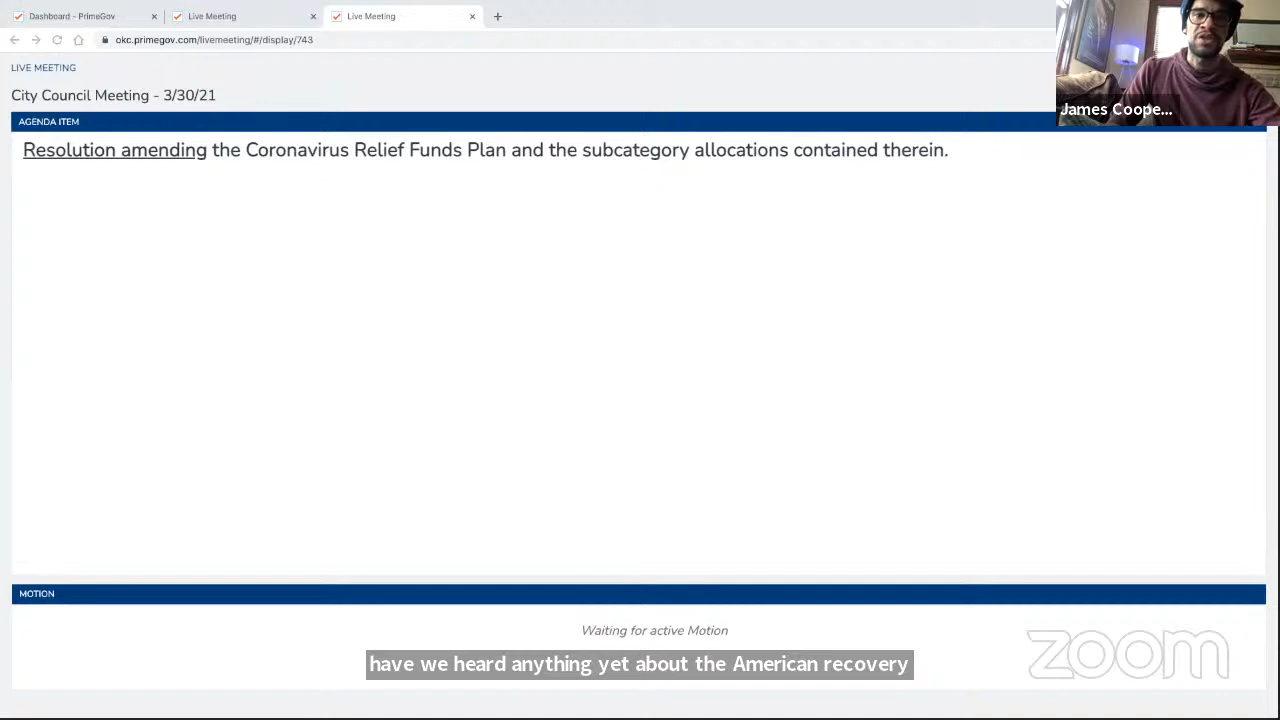 Dashboard - PrimeGov
Live Meeting
Live Meeting
okc.primegov.com/livemeeting/#/display/743
LIVE MEETING
City Council Meeting - 3/30/21
James Coope...
AGENDA ITEM
Resolution amending the Coronavirus Relief Funds Plan and the subcategory allocations contained therein.
MOTION
Waiting for active Motion
have we heard anything yet about the American recovery
zoom